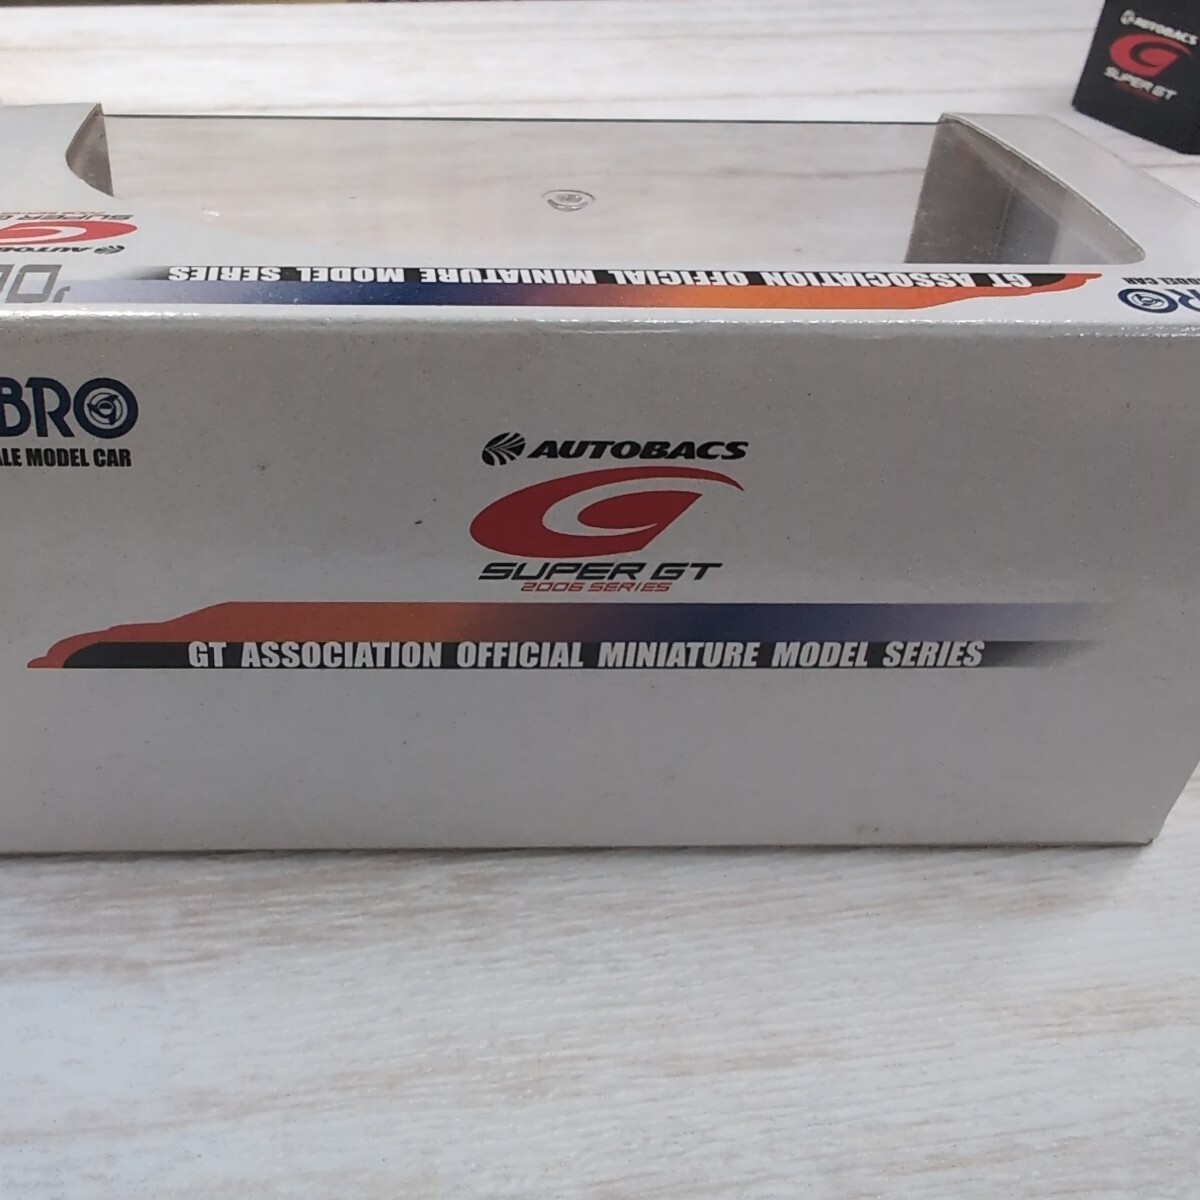 AUTOBACS
SUPER GT
GT ASSOCIATION OFFICIAL MINIATURE MODEL SERIES
BRO
MODEL CAR
AUTOBACS
SUPER GT
2006 SERIES
GT ASSOCIATION OFFICIAL MINIATURE MODEL SERIES